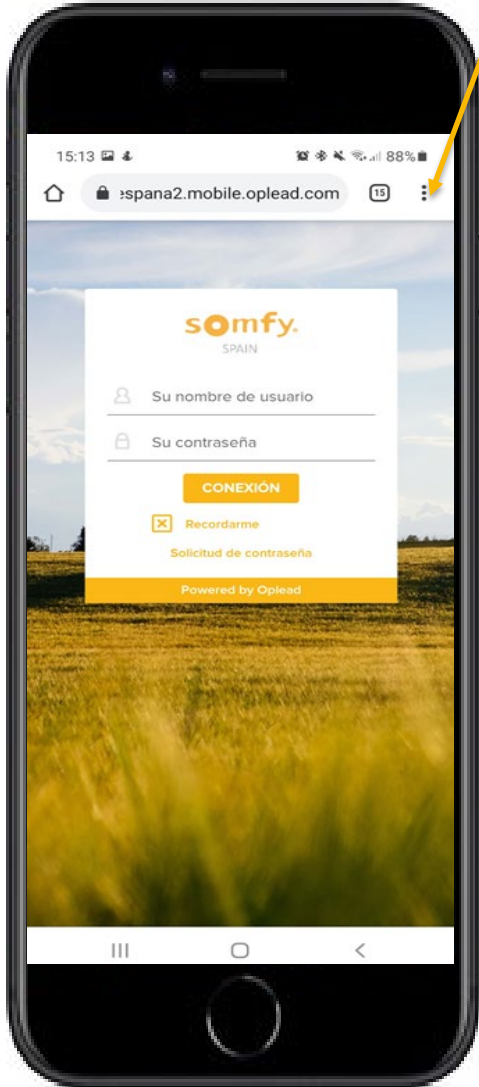 15:13 88%
espana2.mobile.oplead.com 15
somfy.
SPAIN
Su nombre de usuario
Su contraseña
CONEXIÓN
Recordarme
Solicitud de contraseña
Powered by Oplead